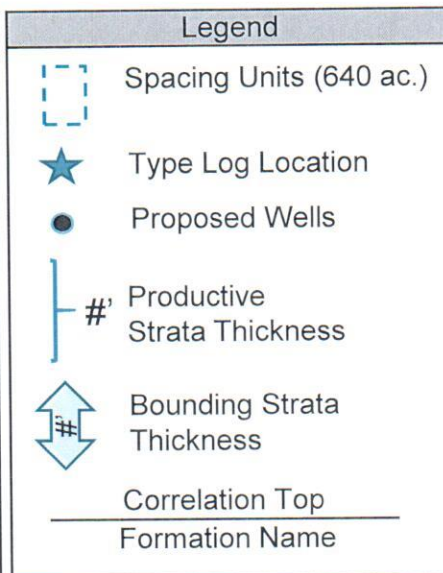 Legend
Spacing Units (640 ac.)
Type Log Location
Proposed Wells
#' Productive
Strata Thickness
#' Bounding Strata
Thickness
Correlation Top
Formation Name